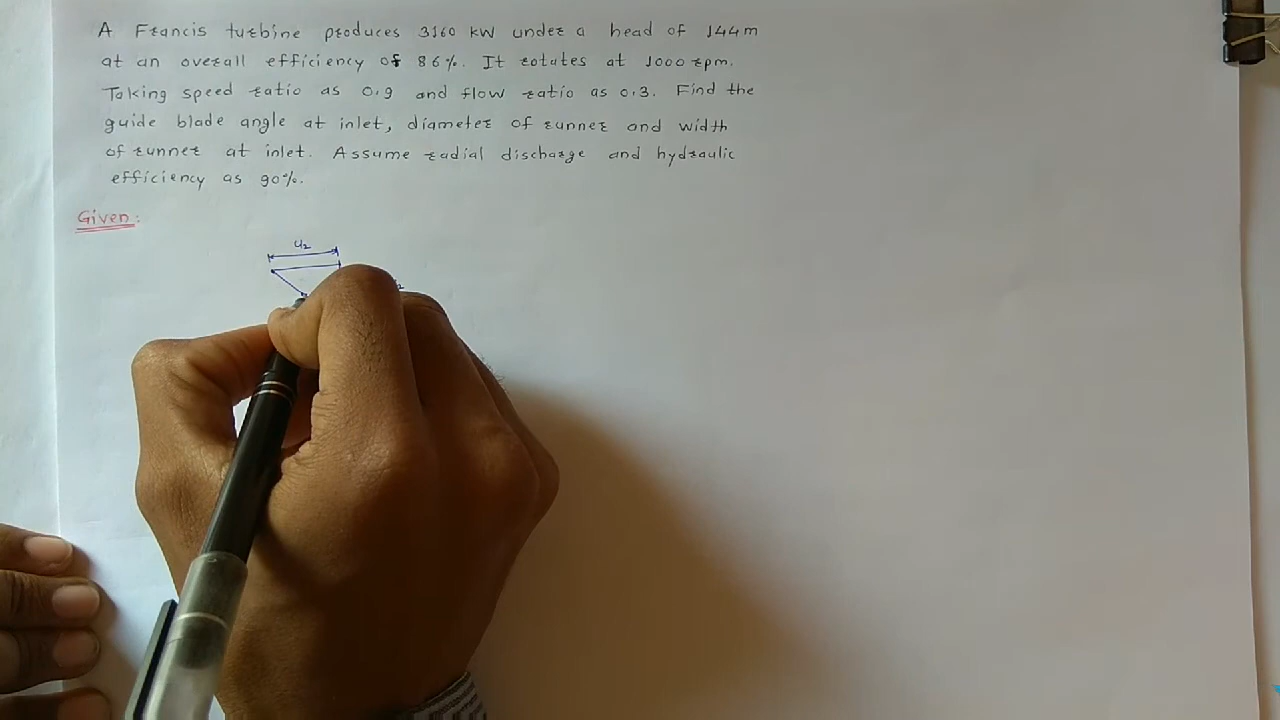 A Francis turbine produces 3160 kW under a head of 144m
at an overall efficiency of 86%. It rotates at 1000 rpm.
Taking speed ratio as 0.9 and flow ratio as 0.3. Find the
guide blade angle at inlet, diameter of runner and width
of runner at inlet. Assume radial discharge and hydraulic
efficiency as 90%.
Given:
u₂